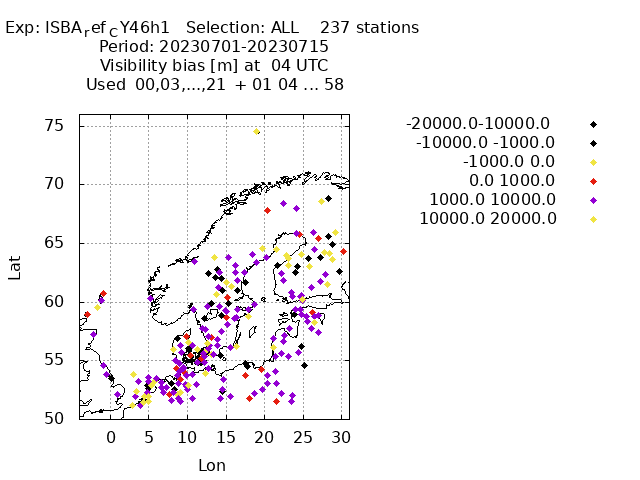 Exp: ISBArefCY46h1 Selection: ALL 237 stations
Period: 20230701-20230715
Visibility bias [m] at 04 UTC
Used 00,03,...,21 + 01 04 ... 58
-20000.0-10000.0
-10000.0 -1000.0
-1000.0 0.0
0.0 1000.0
1000.0 10000.0
10000.0 20000.0
75
70
65
60
55
50
Lat
0 5 10 15 20 25 30
Lon